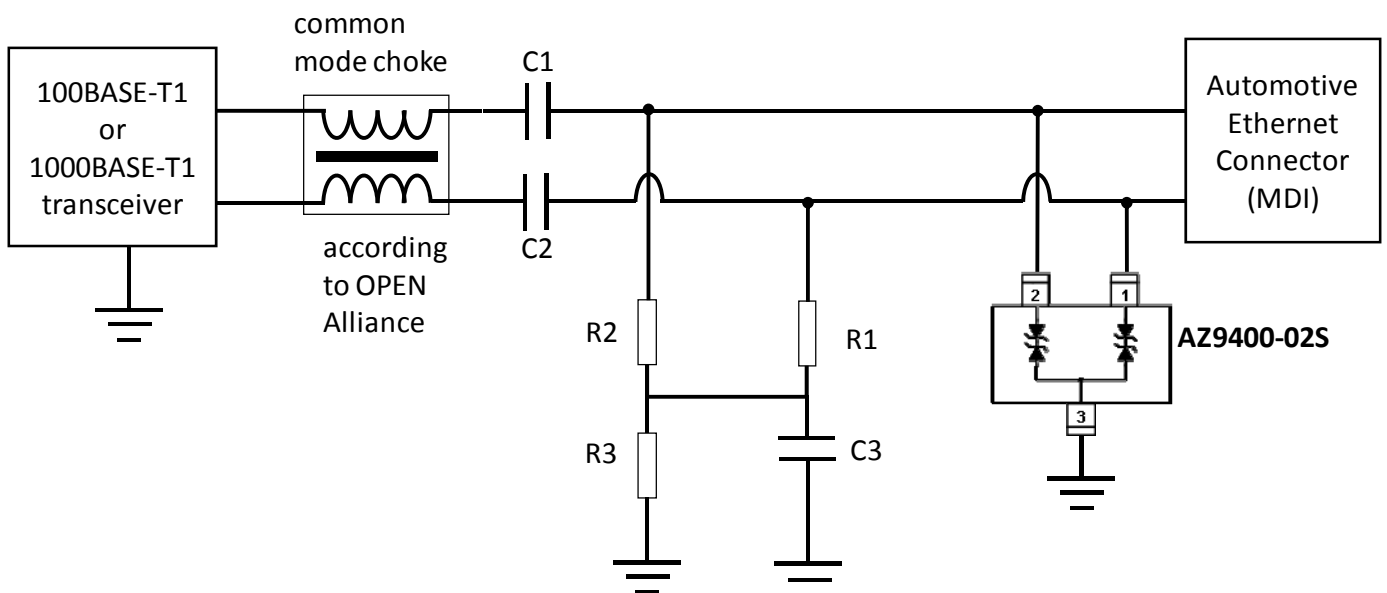 common
mode choke
C1
100BASE-T1
or
1000BASE-T1
transceiver
Automotive
Ethernet
Connector
(MDI)
C2
according
to OPEN
Alliance
2
1
R2
R1
AZ9400-02S
3
R3
C3